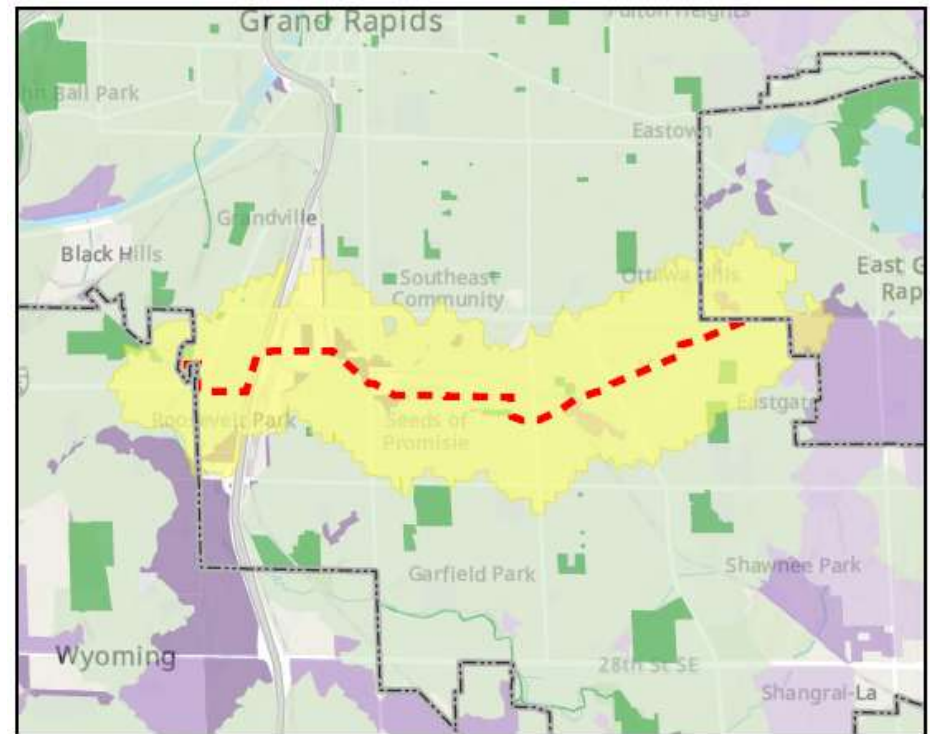 Grand Rapids
Fulton Heights
Ball Park
Eastown
Grandville
Black Hills
Southeast
Community
Ottawa Hills
East G
Rap
Roosevelt Park
Seeds of
Promisie
Eastgate
Garfield Park
Shawnee Park
Wyoming
28th St SE
Shangrai-La